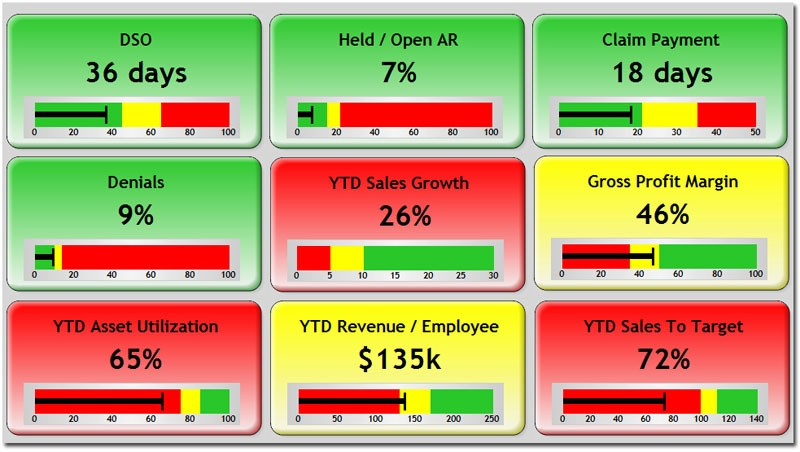 DSO
36 days
0 20 40 60 80 100
Held / Open AR
7%
0 20 40 60 80 100
Claim Payment
18 days
0 10 20 30 40 50
Denials
9%
0 20 40 60 80 100
YTD Sales Growth
26%
0 5 10 15 20 25 30
Gross Profit Margin
46%
0 20 40 60 80 100
YTD Asset Utilization
65%
0 20 40 60 80 100
YTD Revenue / Employee
$135k
0 50 100 150 200 250
YTD Sales To Target
72%
0 20 40 60 80 100 120 140